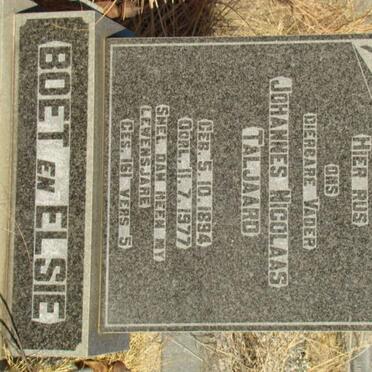 HIER RUS
ONS
DIERBARE VADER
JOHANNES NICOLAAS
TALJAARD
GEB. 5.10.1894
OORL. 11.7.1977
SNEL DAN HEEN MY
LEWENSJARE
GES. 161 VERS 5
BOET EN ELSIE